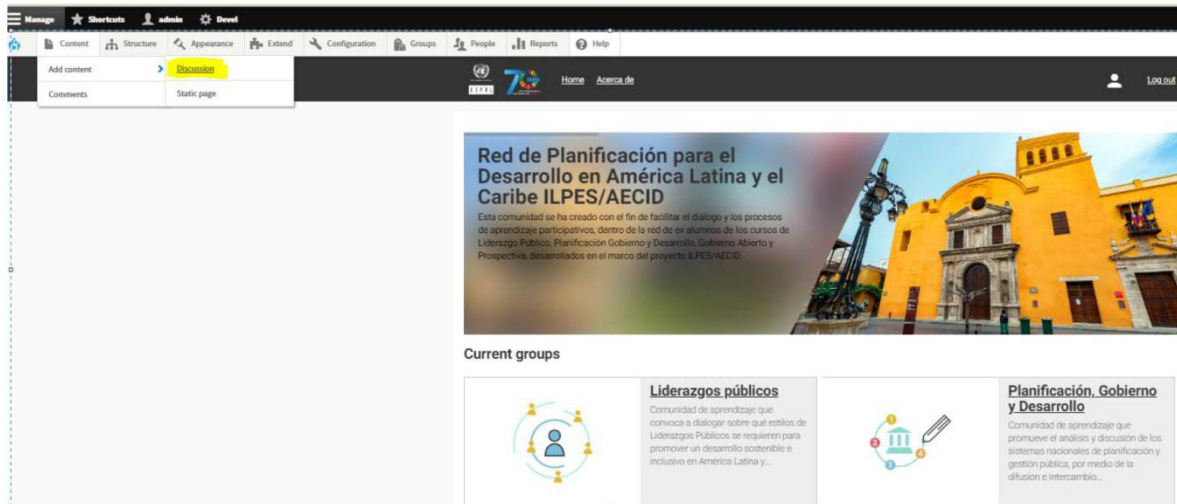 Manage Shortcuts admin Devel
Content Structure Appearance Extend Configuration Groups People Reports Help
Add content Discussion
Comments Static page
CEPAL 70 Home Acerca de Log out
Red de Planificación para el
Desarrollo en América Latina y el
Caribe ILPES/AECID
Esta comunidad se ha creado con el fin de facilitar el diálogo y los procesos
de aprendizaje participativos, dentro de la red de ex alumnos de los cursos de
Liderazgo Público, Planificación Gobierno y Desarrollo, Gobierno Abierto y
Prospectiva, desarrollados en el marco del proyecto ILPES/AECID.
Current groups
Liderazgos públicos
Comunidad de aprendizaje que
convoca a dialogar sobre qué estilos de
Liderazgos Públicos se requieren para
promover un desarrollo sostenible e
inclusivo en América Latina y...
1
2
3
4
Planificación, Gobierno
y Desarrollo
Comunidad de aprendizaje que
promueve el análisis y discusión de los
sistemas nacionales de planificación y
gestión pública, por medio de la
difusion e intercambio...